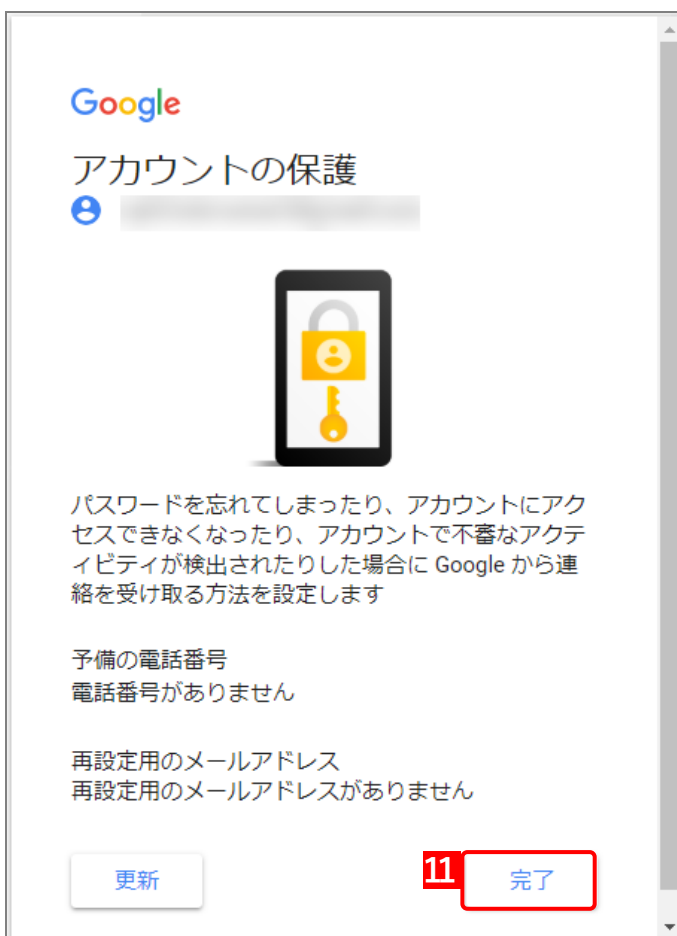 Google
アカウントの保護
パスワードを忘れてしまったり、アカウントにアク
セスできなくなったり、アカウントで不審なアクテ
ィビティが検出されたりした場合に Google から連
絡を受け取る方法を設定します
予備の電話番号
電話番号がありません
再設定用のメールアドレス
再設定用のメールアドレスがありません
更新
11 完了